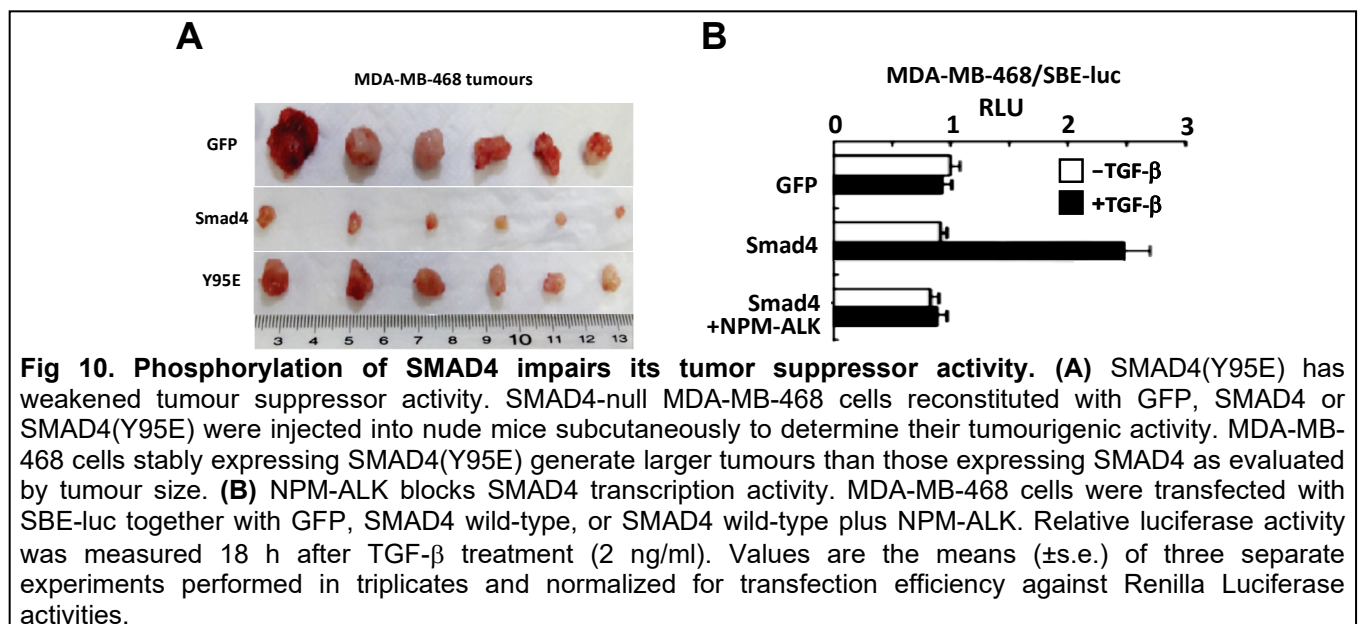 A
B
MDA-MB-468 tumours
GFP
Smad4
Y95E
3 4 5 6 7 8 9 10 11 12 13
MDA-MB-468/SBE-luc
RLU
0 1 2 3
GFP
Smad4
Smad4
+NPM-ALK
−TGF-β
+TGF-β
Fig 10. Phosphorylation of SMAD4 impairs its tumor suppressor activity. (A) SMAD4(Y95E) has
weakened tumour suppressor activity. SMAD4-null MDA-MB-468 cells reconstituted with GFP, SMAD4 or
SMAD4(Y95E) were injected into nude mice subcutaneously to determine their tumourigenic activity. MDA-MB-
468 cells stably expressing SMAD4(Y95E) generate larger tumours than those expressing SMAD4 as evaluated
by tumour size. (B) NPM-ALK blocks SMAD4 transcription activity. MDA-MB-468 cells were transfected with
SBE-luc together with GFP, SMAD4 wild-type, or SMAD4 wild-type plus NPM-ALK. Relative luciferase activity
was measured 18 h after TGF-β treatment (2 ng/ml). Values are the means (±s.e.) of three separate
experiments performed in triplicates and normalized for transfection efficiency against Renilla Luciferase
activities.